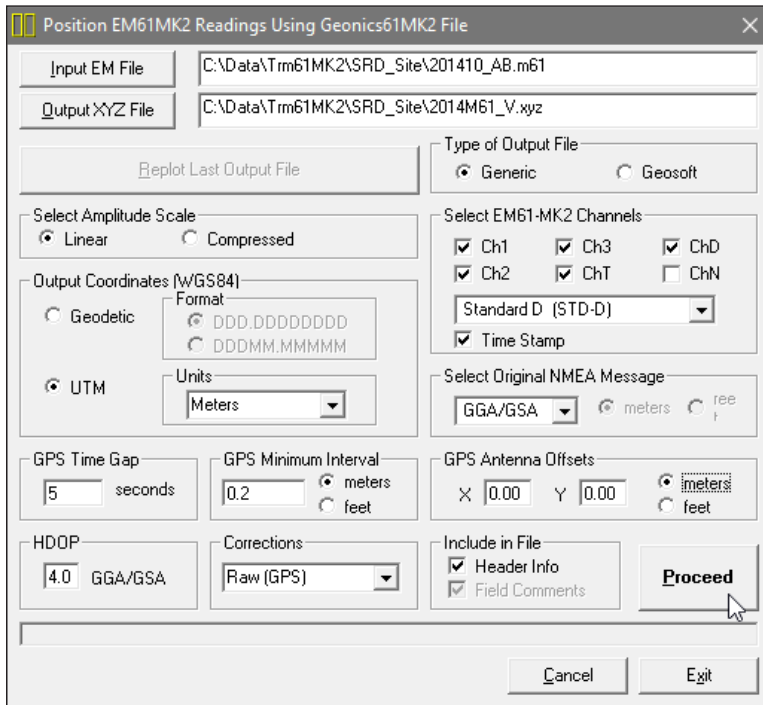 Position EM61MK2 Readings Using Geonics61MK2 File
Input EM File
C:\Data\Trm61MK2\SRD_Site\201410_AB.m61
Output XYZ File
C:\Data\Trm61MK2\SRD_Site\2014M61_V.xyz
Replot Last Output File
Type of Output File
Generic Geosoft
Select Amplitude Scale
Linear Compressed
Select EM61-MK2 Channels
Ch1 Ch3 ChD
Ch2 ChT ChN
Standard D (STD-D)
Time Stamp
Output Coordinates (WGS84)
Geodetic
Format
DDD.DDDDDDDD
DDDMM.MMMMM
UTM
Units
Meters
Select Original NMEA Message
GGA/GSA meters
GPS Time Gap
5 seconds
GPS Minimum Interval
0.2 meters
feet
GPS Antenna Offsets
X 0.00 Y 0.00 meters
feet
HDOP
4.0 GGA/GSA
Corrections
Raw (GPS)
Include in File
Header Info
Field Comments
Proceed
Cancel Exit